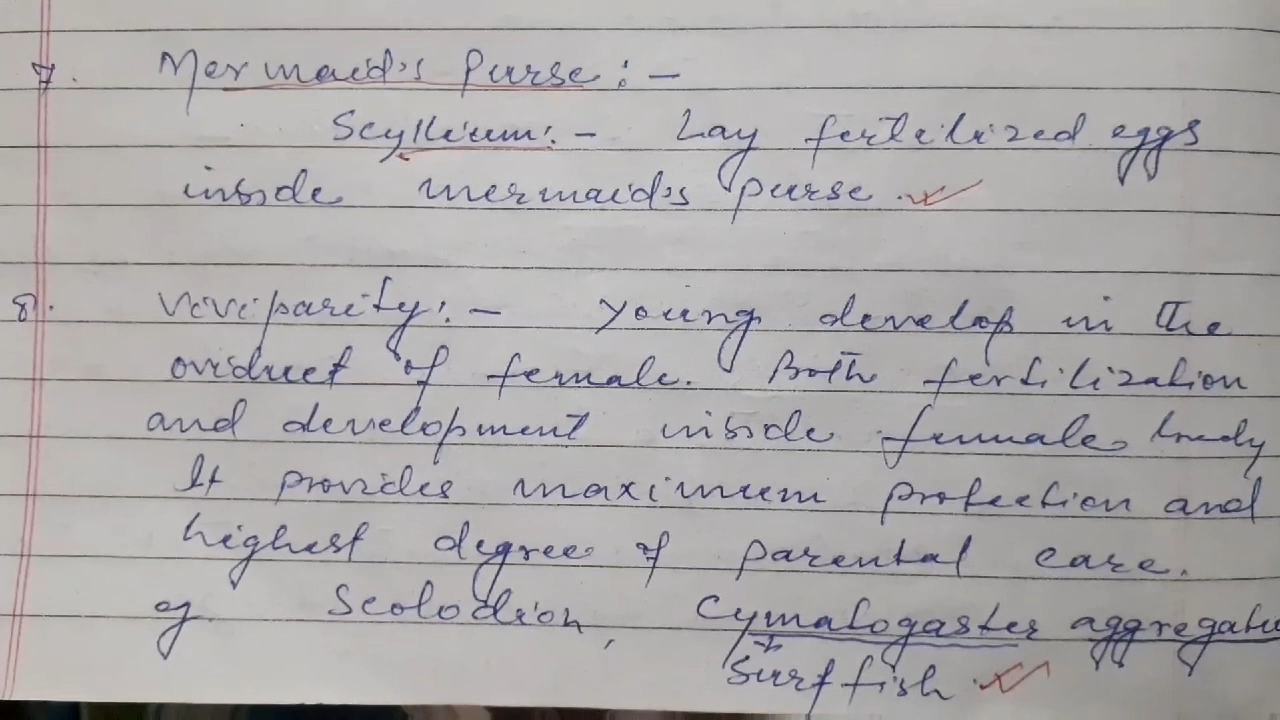 7. Mermaid's Purse :-
Scyllium :- Lay fertilized eggs
inside mermaid's purse.
8. Viviparity :- Young develop in the
oviduct of female. Both fertilization
and development inside female body
It provides maximum protection and
highest degree of parental care.
eg Scolodion, Cymatogaster aggregatus
Surf fish